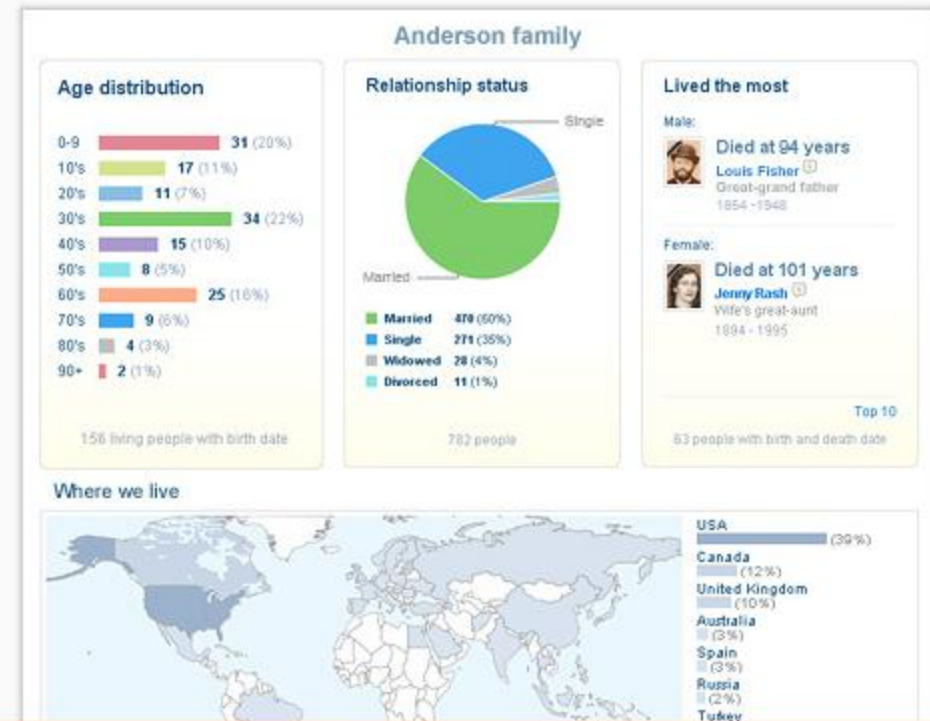 Anderson family
Age distribution
0-9 31 (20%)
10's 17 (11%)
20's 11 (7%)
30's 34 (22%)
40's 15 (10%)
50's 8 (5%)
60's 25 (16%)
70's 9 (6%)
80's 4 (3%)
90+ 2 (1%)
156 living people with birth date
Relationship status
Single
Married
Married 470 (60%)
Single 271 (35%)
Widowed 28 (4%)
Divorced 11 (1%)
782 people
Lived the most
Male:
Died at 94 years
Louis Fisher
Great-grand father
1854 -1948
Female:
Died at 101 years
Jenny Rash
Wife's great-aunt
1894 - 1995
Top 10
63 people with birth and death date
Where we live
USA
(39%)
Canada
(12%)
United Kingdom
(10%)
Australia
(3%)
Spain
(3%)
Russia
(2%)
Turkey